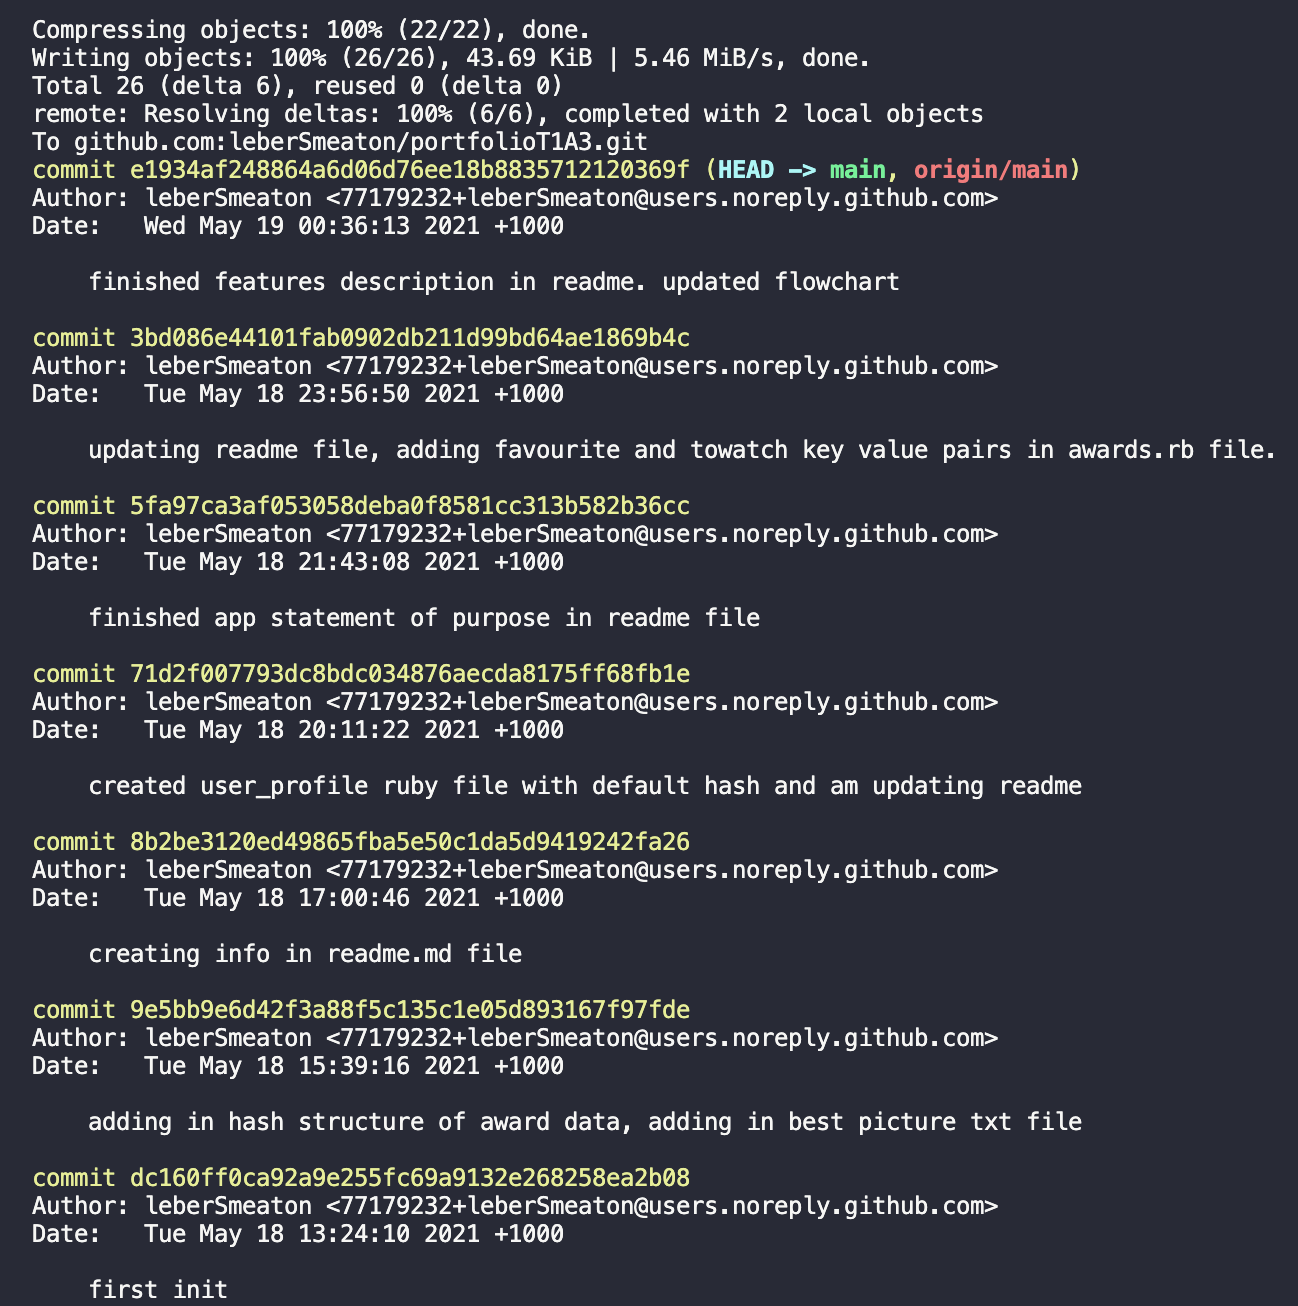 Compressing objects: 100% (22/22), done.
Writing objects: 100% (26/26), 43.69 KiB | 5.46 MiB/s, done.
Total 26 (delta 6), reused 0 (delta 0)
remote: Resolving deltas: 100% (6/6), completed with 2 local objects
To github.com:leberSmeaton/portfolioT1A3.git
commit e1934af248864a6d06d76ee18b8835712120369f (HEAD -> main, origin/main)
Author: leberSmeaton <77179232+leberSmeaton@users.noreply.github.com>
Date:   Wed May 19 00:36:13 2021 +1000
finished features description in readme. updated flowchart
commit 3bd086e44101fab0902db211d99bd64ae1869b4c
Author: leberSmeaton <77179232+leberSmeaton@users.noreply.github.com>
Date:   Tue May 18 23:56:50 2021 +1000
updating readme file, adding favourite and towatch key value pairs in awards.rb file.
commit 5fa97ca3af053058deba0f8581cc313b582b36cc
Author: leberSmeaton <77179232+leberSmeaton@users.noreply.github.com>
Date:   Tue May 18 21:43:08 2021 +1000
finished app statement of purpose in readme file
commit 71d2f007793dc8bdc034876aecda8175ff68fb1e
Author: leberSmeaton <77179232+leberSmeaton@users.noreply.github.com>
Date:   Tue May 18 20:11:22 2021 +1000
created user_profile ruby file with default hash and am updating readme
commit 8b2be3120ed49865fba5e50c1da5d9419242fa26
Author: leberSmeaton <77179232+leberSmeaton@users.noreply.github.com>
Date:   Tue May 18 17:00:46 2021 +1000
creating info in readme.md file
commit 9e5bb9e6d42f3a88f5c135c1e05d893167f97fde
Author: leberSmeaton <77179232+leberSmeaton@users.noreply.github.com>
Date:   Tue May 18 15:39:16 2021 +1000
adding in hash structure of award data, adding in best picture txt file
commit dc160ff0ca92a9e255fc69a9132e268258ea2b08
Author: leberSmeaton <77179232+leberSmeaton@users.noreply.github.com>
Date:   Tue May 18 13:24:10 2021 +1000
first init